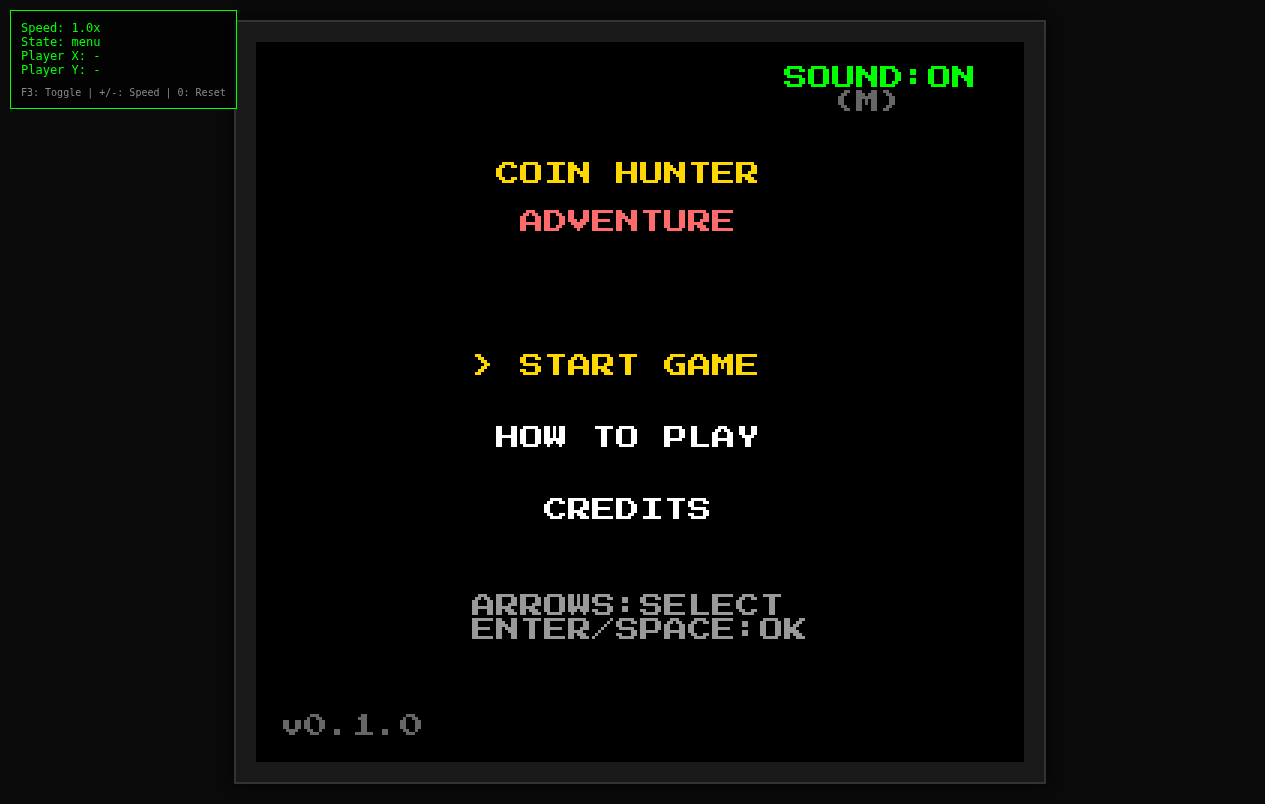 Speed: 1.0x
State: menu
Player X: -
Player Y: -
F3: Toggle | +/-: Speed | 0: Reset
SOUND:ON
(M)
COIN HUNTER
ADVENTURE
> START GAME
HOW TO PLAY
CREDITS
ARROWS:SELECT
ENTER/SPACE:OK
v0.1.0